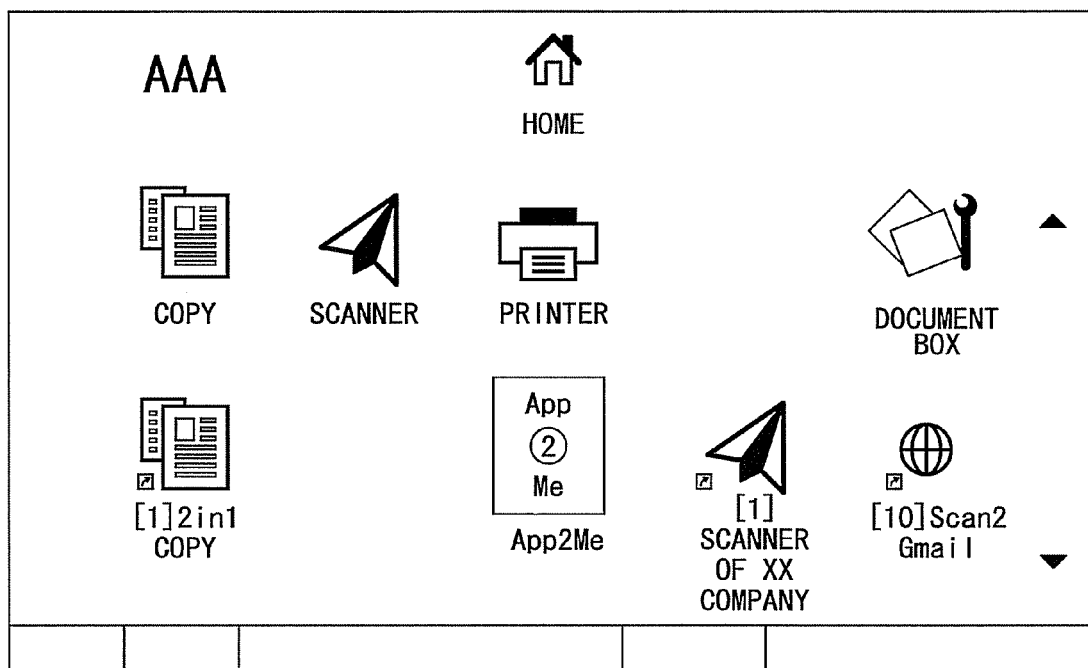 AAA
HOME
COPY
SCANNER
PRINTER
DOCUMENT
BOX
[1]2in1
COPY
App
2
Me
App2Me
[1]
SCANNER
OF XX
COMPANY
[10]Scan2
Gmail